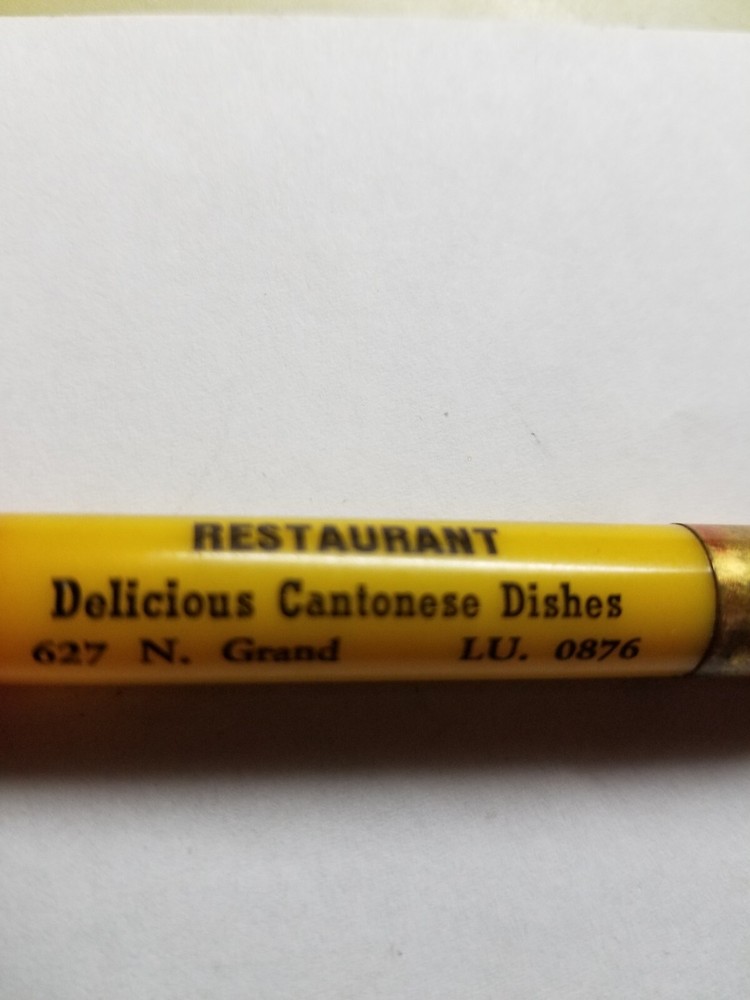 RESTAURANT
Delicious Cantonese Dishes
627 N. Grand LU. 0876